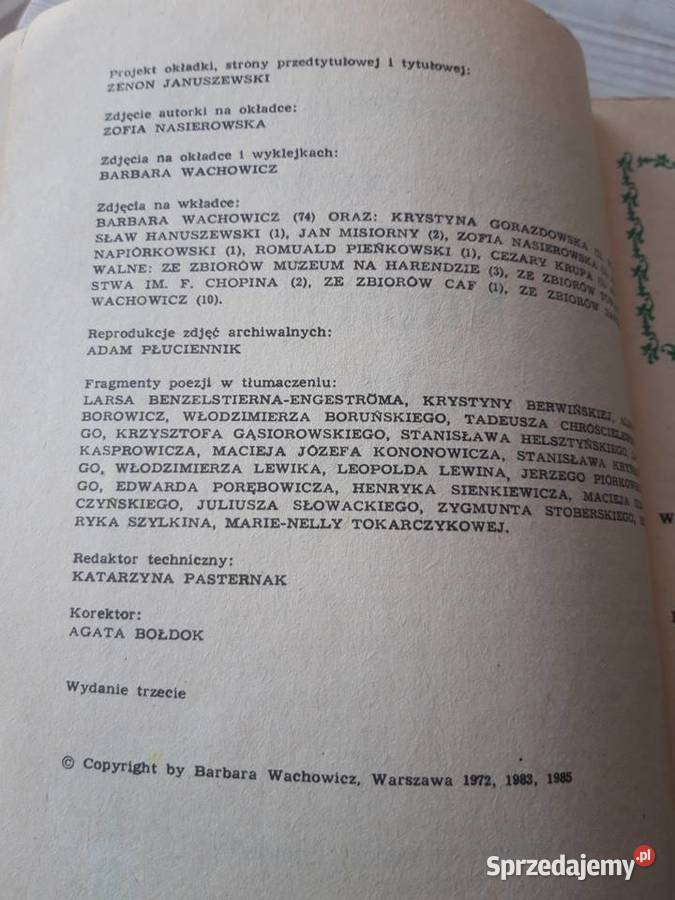 Projekt okładki, strony przedtytułowej i tytułowej:
ZENON JANUSZEWSKI
Zdjęcie autorki na okładce:
ZOFIA NASIEROWSKA
Zdjęcia na okładce i wyklejkach:
BARBARA WACHOWICZ
Zdjęcia na wkładce:
BARBARA WACHOWICZ (74) ORAZ: KRYSTYNA GORAZDOWSKA
SŁAW HANUSZEWSKI (1), JAN MISIORNY (2), ZOFIA NASIEROWSKA
NAPIÓRKOWSKI (1), ROMUALD PIEŃKOWSKI (1), CEZARY KRUPA
WALNE: ZE ZBIORÓW MUZEUM NA HARENDZIE (3), ZE ZBIORÓW
STWA IM. F. CHOPINA (2), ZE ZBIORÓW CAF (1), ZE ZBIORÓW
WACHOWICZ (10).
Reprodukcje zdjęć archiwalnych:
ADAM PŁUCIENNIK
Fragmenty poezji w tłumaczeniu:
LARSA BENZELSTIERNA-ENGESTRÖMA, KRYSTYNY BERWIŃSKIEJ,
BOROWICZ, WŁODZIMIERZA BORUŃSKIEGO, TADEUSZA
GO, KRZYSZTOFA GĄSIOROWSKIEGO, STANISŁAWA HELSZTYŃSKIEGO
KASPROWICZA, MACIEJA JÓZEFA KONONOWICZA, STANISŁAWA
GO, WŁODZIMIERZA LEWIKA, LEOPOLDA LEWINA, JERZEGO
GO, EDWARDA PORĘBOWICZA, HENRYKA SIENKIEWICZA, MACIEJA
CZYŃSKIEGO, JULIUSZA SŁOWACKIEGO, ZYGMUNTA STOBERSKIEGO,
RYKA SZYLKINA, MARIE-NELLY TOKARCZYKOWEJ.
Redaktor techniczny:
KATARZYNA PASTERNAK
Korektor:
AGATA BOŁDOK
Wydanie trzecie
© Copyright by Barbara Wachowicz, Warszawa 1972, 1983, 1985
W
Sprzedajemy.pl